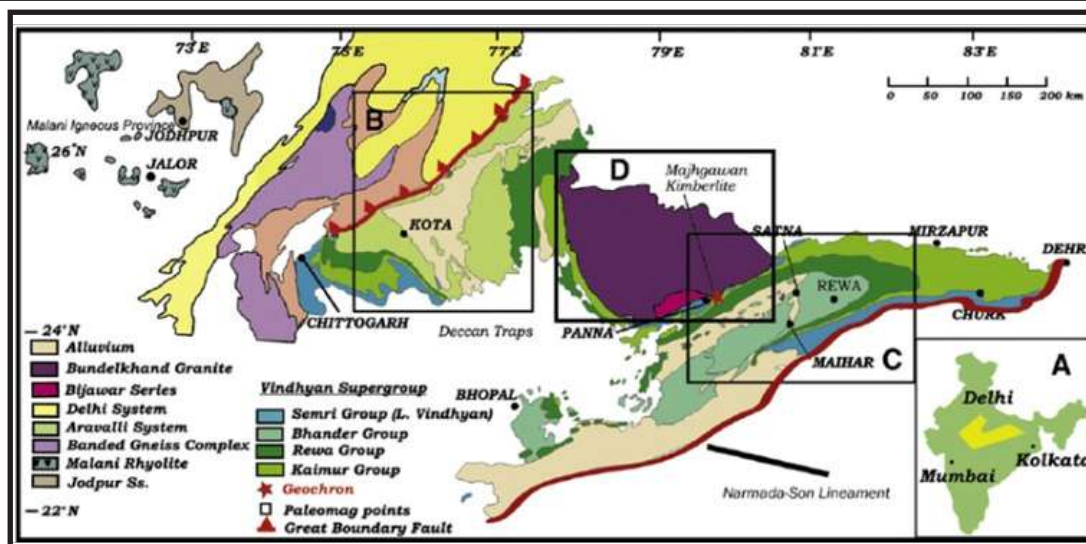 73°E
75°E
77°E
79°E
81°E
83°E
0 50 100 150 200 km
Malani Igneous Province
JODHPUR
26°N
JALOR
B
KOTA
D
Majhgawan
Kimberlite
SATNA
MIRZAPUR
DEHR
REWA
CHITTOGARH
Deccan Traps
PANNA
CHURK
MAIHAR
C
24°N
22°N
BHOPAL
Narmada-Son Lineament
Alluvium
Bundelkhand Granite
Bijawar Series
Delhi System
Aravalli System
Banded Gneiss Complex
Malani Rhyolite
Jodpur Ss.
Vindhyan Supergroup
Semri Group (L. Vindhyan)
Bhander Group
Rewa Group
Kaimur Group
Geochron
Paleomag points
Great Boundary Fault
A
Delhi
Kolkata
Mumbai